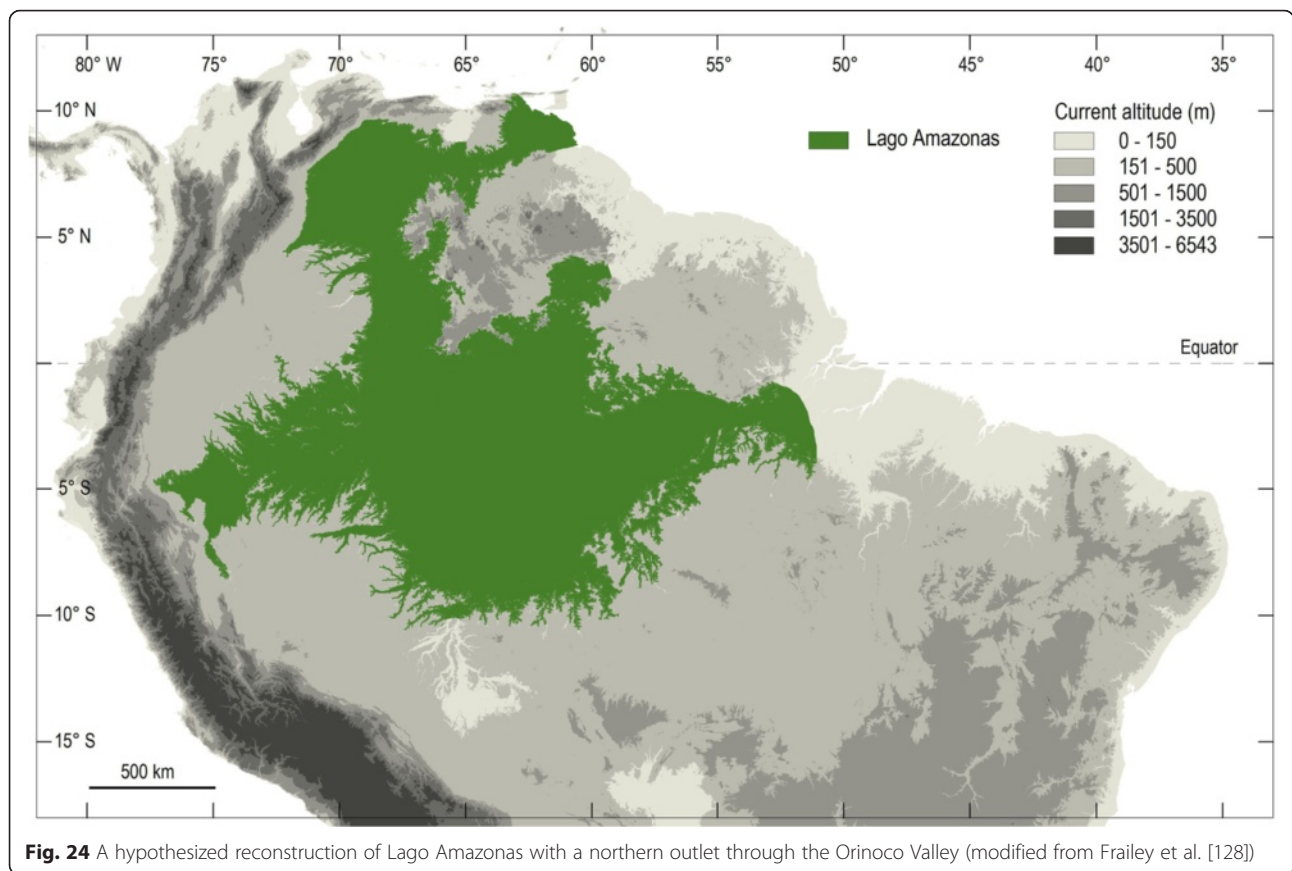 80° W 75° 70° 65° 60° 55° 50° 45° 40° 35°
10° N
5° N
5° S
10° S
15° S
Lago Amazonas
Current altitude (m)
0 - 150
151 - 500
501 - 1500
1501 - 3500
3501 - 6543
Equator
500 km
Fig. 24 A hypothesized reconstruction of Lago Amazonas with a northern outlet through the Orinoco Valley (modified from Frailey et al. [128])